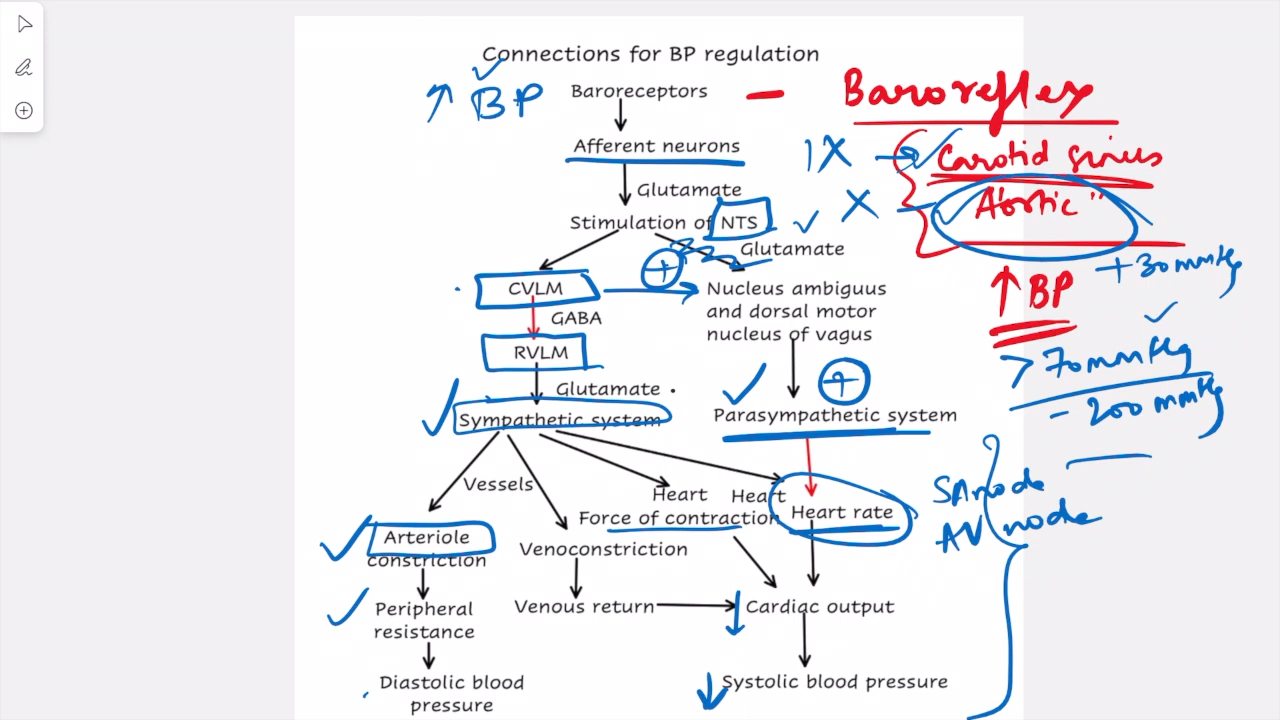 Connections for BP regulation
↑ BP
Baroreceptors
— Baroreflex
Afferent neurons
IX → Carotid sinus
Glutamate
X — Aortic "
Stimulation of NTS
Glutamate
+ 30 mmHg
CVLM
+
Nucleus ambiguus
and dorsal motor
nucleus of vagus
↑ BP
GABA
RVLM
> 70 mmHg
Glutamate
+
- 200 mmHg
Sympathetic system
Parasympathetic system
Vessels
Heart
Heart
Force of contraction
Heart rate
SA node
AV node
Arteriole
constriction
Venoconstriction
Peripheral
resistance
Venous return
↓ Cardiac output
Diastolic blood
pressure
↓ Systolic blood pressure